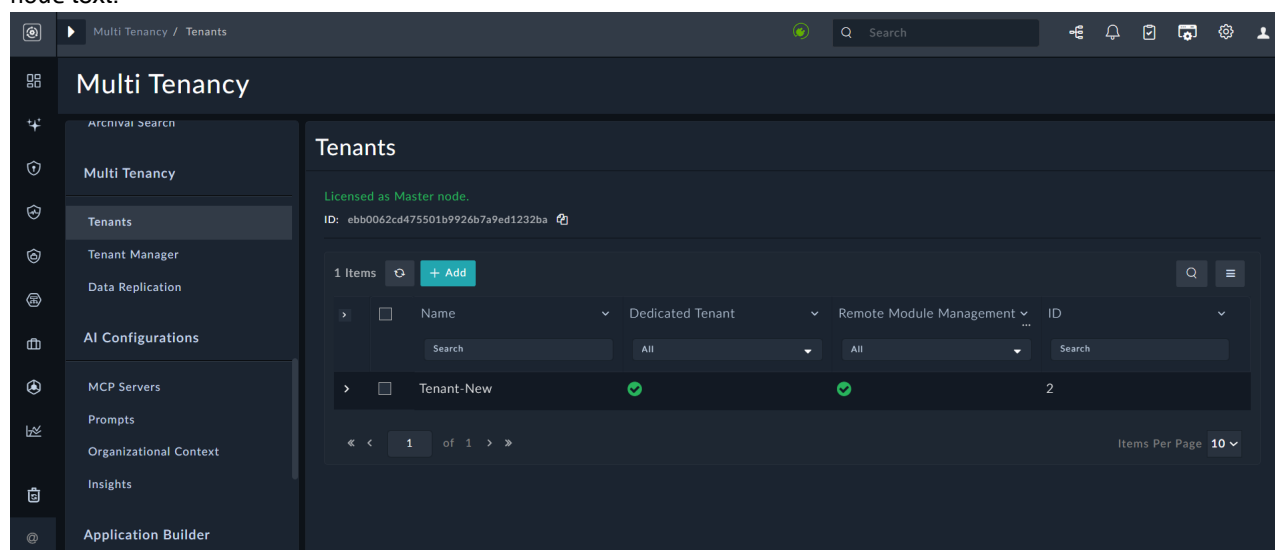 node text.
Multi Tenancy / Tenants
Search
Multi Tenancy
Archival Search
Multi Tenancy
Tenants
Tenant Manager
Data Replication
AI Configurations
MCP Servers
Prompts
Organizational Context
Insights
Application Builder
Tenants
Licensed as Master node.
ID: ebb0062cd475501b9926b7a9ed1232ba
1 Items + Add
Name Dedicated Tenant Remote Module Management ... ID
Search All All Search
Tenant-New 2
« < 1 of 1 > » Items Per Page 10
@